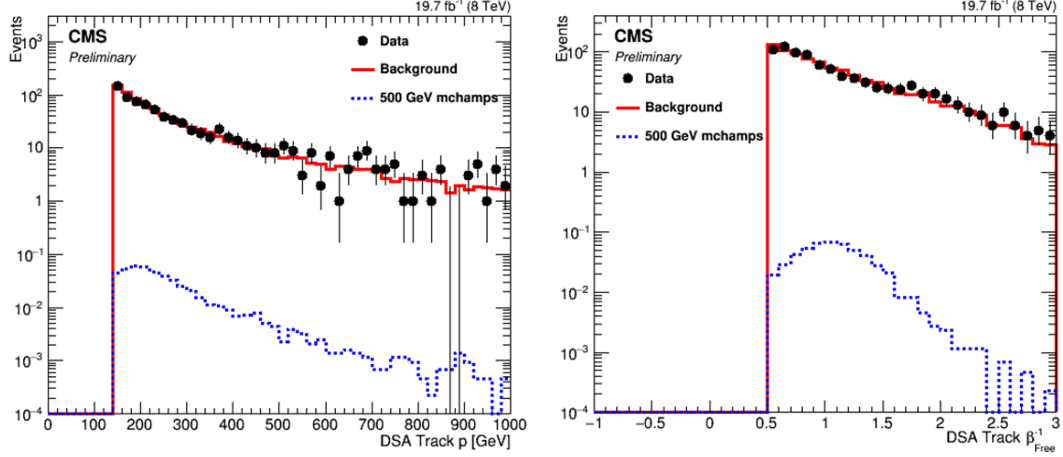 19.7 fb⁻¹ (8 TeV)
Events
CMS
Preliminary
Data
Background
500 GeV mchamps
10³
10²
10
1
10⁻¹
10⁻²
10⁻³
10⁻⁴
0 100 200 300 400 500 600 700 800 900 1000
DSA Track p [GeV]
19.7 fb⁻¹ (8 TeV)
Events
CMS
Preliminary
Data
Background
500 GeV mchamps
10²
10
1
10⁻¹
10⁻²
10⁻³
10⁻⁴
−1 −0.5 0 0.5 1 1.5 2 2.5 3
DSA Track β⁻¹Free